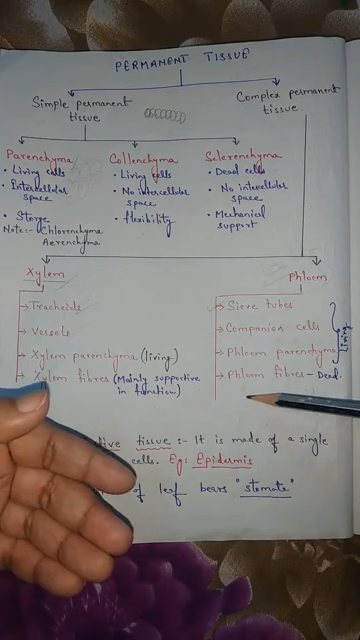 PERMANENT TISSUE
Simple permanent
tissue
Complex permanent
tissue
Parenchyma
• Living cells
• Intercellular
space
• Storge
Note:- Chlorenchyma
Aerenchyma
Collenchyma
• Living cells
• No intercellular
space
• flexibility
Sclerenchyma
• Dead cells
• No intercellular
space
• Mechanical
support
Xylem
→ Tracheids
→ Vessels
→ Xylem parenchyma (living)
→ Xylem fibres (Mainly supportive
in function)
Phloem
→ Sieve tubes
→ Companion cells
→ Phloem parenchyma
→ Phloem fibres - Dead.
living
tive tissue :- It is made of a single
cells. Eg: Epidermis
of leaf bears "stomata"